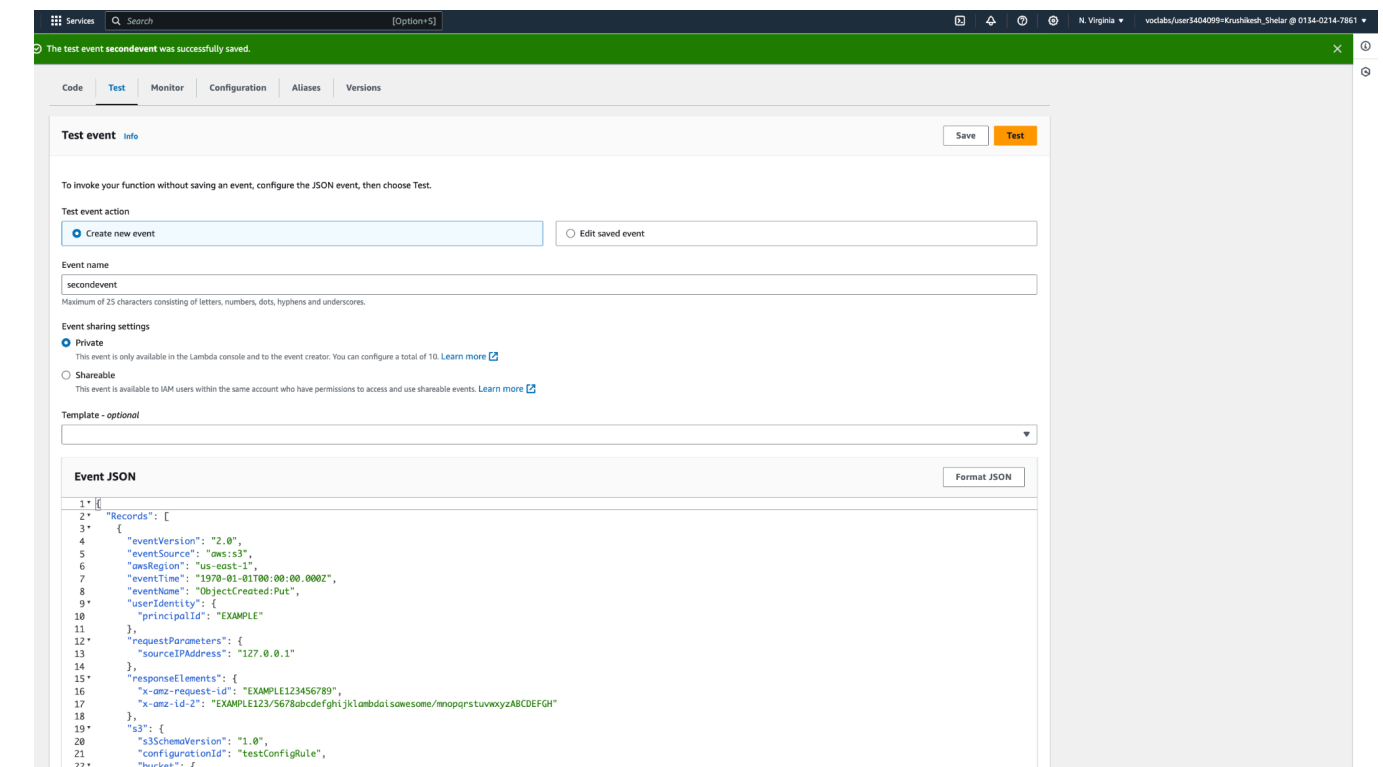 Services Search [Option+S] N. Virginia ▼ voclabs/user3404099=Krushikesh_Shelar @ 0134-0214-7861 ▼
The test event secondevent was successfully saved.
Code Test Monitor Configuration Aliases Versions
Test event Info Save Test
To invoke your function without saving an event, configure the JSON event, then choose Test.
Test event action
Create new event Edit saved event
Event name
secondevent
Maximum of 25 characters consisting of letters, numbers, dots, hyphens and underscores.
Event sharing settings
Private
This event is only available in the Lambda console and to the event creator. You can configure a total of 10. Learn more
Shareable
This event is available to IAM users within the same account who have permissions to access and use shareable events. Learn more
Template - optional
Event JSON Format JSON
1 {
2 "Records": [
3 {
4 "eventVersion": "2.0",
5 "eventSource": "aws:s3",
6 "awsRegion": "us-east-1",
7 "eventTime": "1970-01-01T00:00:00.000Z",
8 "eventName": "ObjectCreated:Put",
9 "userIdentity": {
10 "principalId": "EXAMPLE"
11 },
12 "requestParameters": {
13 "sourceIPAddress": "127.0.0.1"
14 },
15 "responseElements": {
16 "x-amz-request-id": "EXAMPLE123456789",
17 "x-amz-id-2": "EXAMPLE123/5678abcdefghijklambdaisawesome/mnopqrstuvwxyzABCDEFGH"
18 },
19 "s3": {
20 "s3SchemaVersion": "1.0",
21 "configurationId": "testConfigRule",
22 "bucket": {